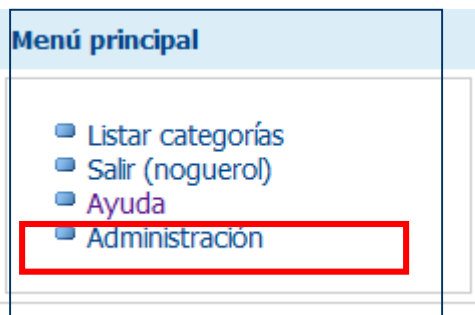 Menú principal
Listar categorías
Salir (noguerol)
Ayuda
Administración